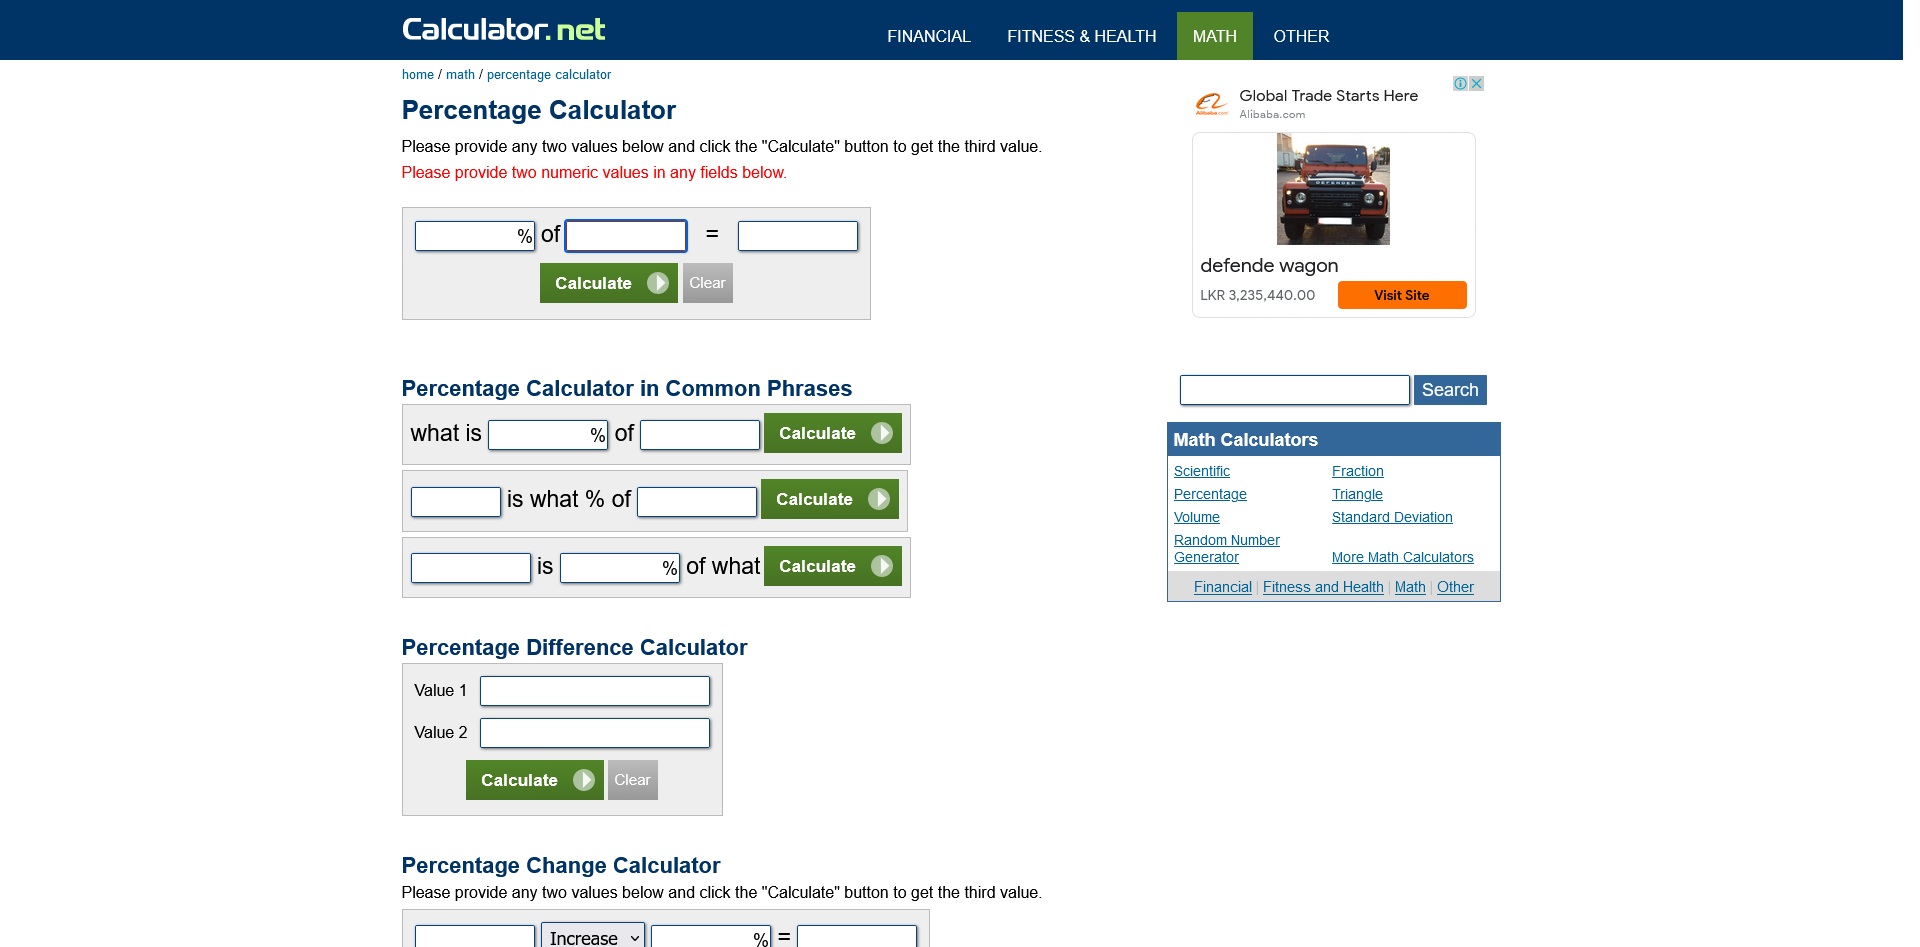 Calculator.net
FINANCIAL FITNESS & HEALTH MATH OTHER
home / math / percentage calculator
Percentage Calculator
Please provide any two values below and click the "Calculate" button to get the third value.
Please provide two numeric values in any fields below.
% of =
Calculate Clear
Percentage Calculator in Common Phrases
what is % of Calculate
is what % of Calculate
is % of what Calculate
Percentage Difference Calculator
Value 1
Value 2
Calculate Clear
Percentage Change Calculator
Please provide any two values below and click the "Calculate" button to get the third value.
Increase % =
Global Trade Starts Here
Alibaba.com
Alibaba.com
DEFENDER
defende wagon
LKR 3,235,440.00 Visit Site
Search
Math Calculators
Scientific Fraction
Percentage Triangle
Volume Standard Deviation
Random Number
Generator More Math Calculators
Financial | Fitness and Health | Math | Other